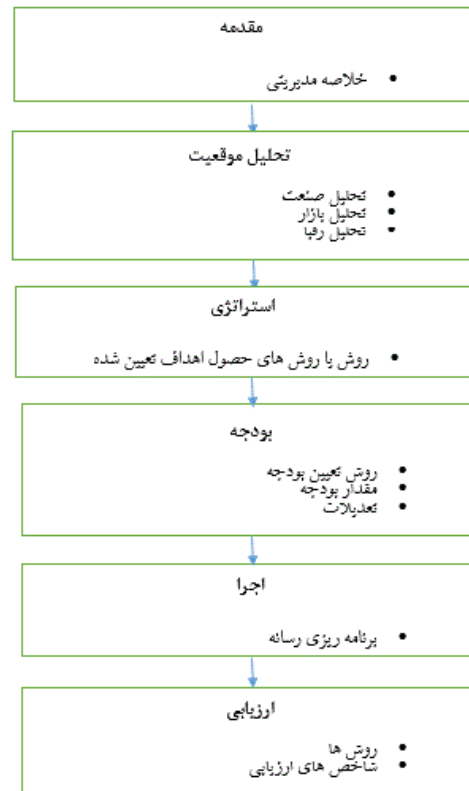 مقدمه
• خلاصه مدیریتی
تحلیل موقعیت
• تحلیل صنعت
• تحلیل بازار
• تحلیل رقبا
استراتژی
• روش یا روش های حصول اهداف تعیین شده
بودجه
• روش تعیین بودجه
• مقدار بودجه
• تعدیلات
اجرا
• برنامه ریزی رسانه
ارزیابی
• روش ها
• شاخص های ارزیابی